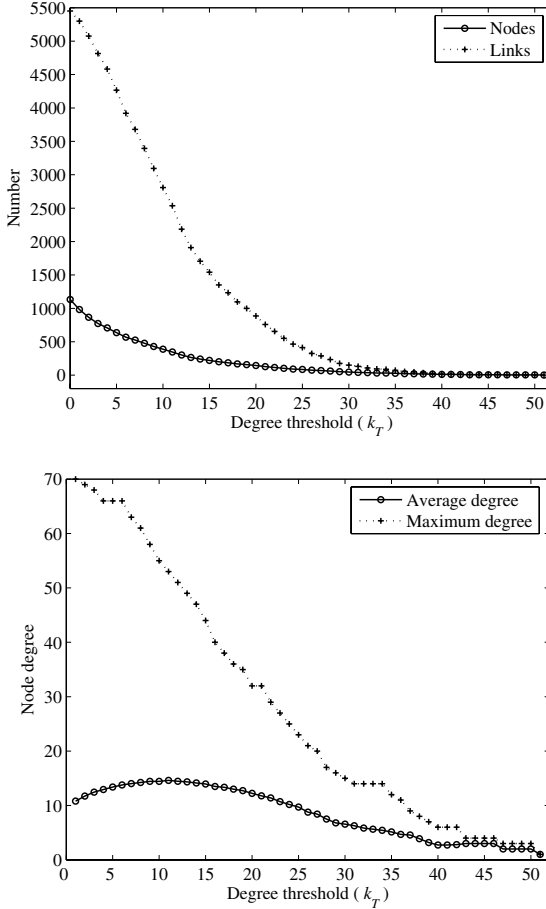 5500
5000
4500
4000
3500
3000
2500
2000
1500
1000
500
0
Number
Nodes
Links
0 5 10 15 20 25 30 35 40 45 50
Degree threshold ( k_T )
70
60
50
40
30
20
10
0
Node degree
Average degree
Maximum degree
0 5 10 15 20 25 30 35 40 45 50
Degree threshold ( k_T )